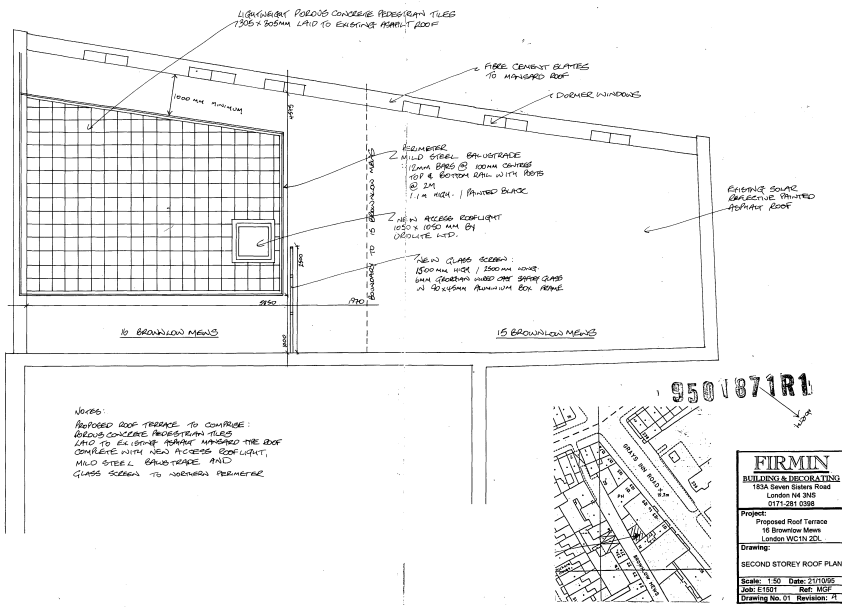 LIGHTWEIGHT POROUS CONCRETE PEDESTRIAN TILES
305 x 305MM LAID TO EXISTING ASPHALT ROOF
FIBRE CEMENT SLATES
TO MANSARD ROOF
DORMER WINDOWS
1000 MM MINIMUM
PERIMETER
MILD STEEL BALUSTRADE
12MM BARS @ 100MM CENTRES
TOP & BOTTOM RAIL WITH POSTS
@ 2M
1.1M HIGH. / PAINTED BLACK
EXISTING SOLAR
REFLECTIVE PAINTED
ASPHALT ROOF
NEW ACCESS ROOFLIGHT
1050 x 1050 MM BY
LTD.
BOUNDARY TO 15 BROWNLOW MEWS
NEW GLASS SCREEN:
1500 MM HIGH / 2500 MM LONG.
6MM GEORGIAN WIRED CAST SAFETY GLASS
IN 90x45MM ALUMINIUM BOX FRAME
2500
1970
1000
16 BROWNLOW MEWS
15 BROWNLOW MEWS
9501871R1
NORTH
NOTES:
PROPOSED ROOF TERRACE TO COMPRISE:
POROUS CONCRETE PEDESTRIAN TILES
LAID TO EXISTING ASPHALT MANSARD TYPE ROOF
COMPLETE WITH NEW ACCESS ROOFLIGHT,
MILD STEEL BALUSTRADE AND
GLASS SCREEN TO NORTHERN PERIMETER
GRAYS INN ROAD
PH
BROWNLOW MEWS
FIRMIN
BUILDING & DECORATING
183A Seven Sisters Road
London N4 3NS
0171-281 0398
Project:
Proposed Roof Terrace
16 Brownlow Mews
London WC1N 2DL
Drawing:
SECOND STOREY ROOF PLAN
Scale: 1:50 Date: 21/10/95
Job: E1501 Ref: MGF
Drawing No. 01 Revision: